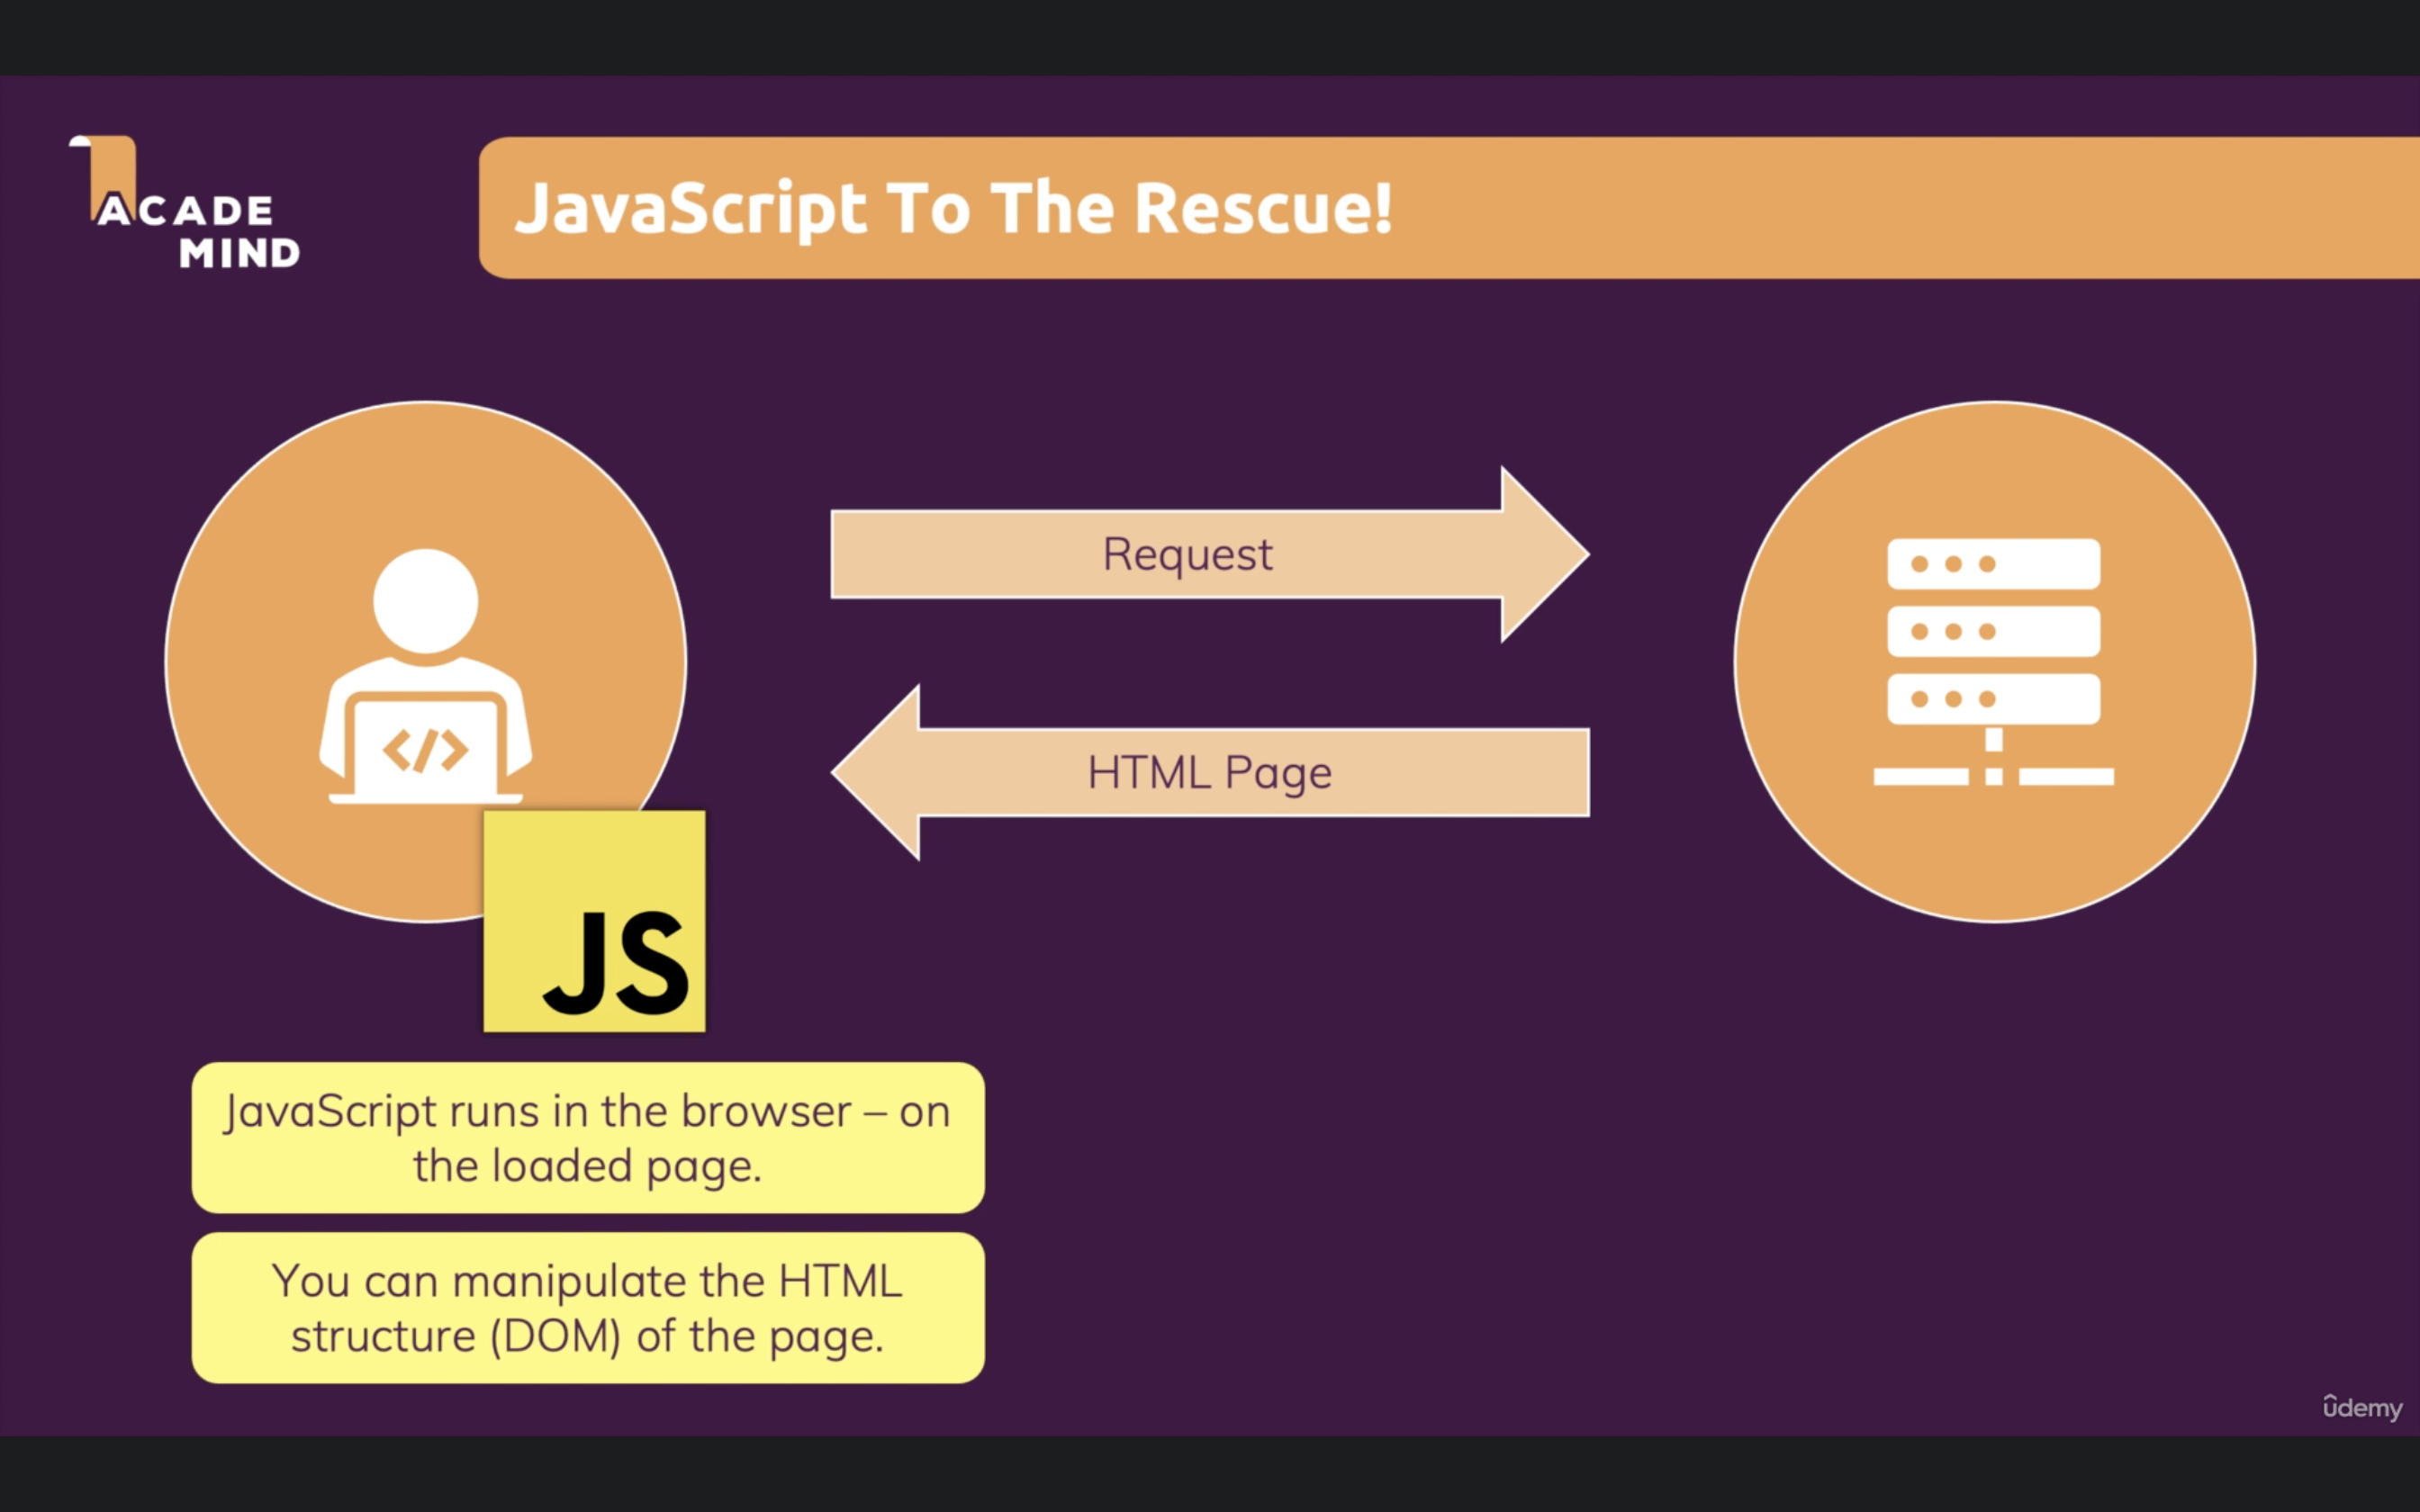 ACADE
MIND
JavaScript To The Rescue!
Request
HTML Page
JS
JavaScript runs in the browser – on
the loaded page.
You can manipulate the HTML
structure (DOM) of the page.
udemy